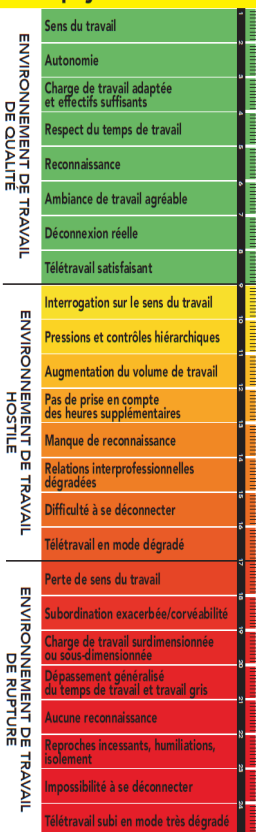 Sens du travail
Autonomie
Charge de travail adaptée
et effectifs suffisants
Respect du temps de travail
Reconnaissance
Ambiance de travail agréable
Déconnexion réelle
Télétravail satisfaisant
ENVIRONNEMENT DE TRAVAIL
DE QUALITÉ
Interrogation sur le sens du travail
Pressions et contrôles hiérarchiques
Augmentation du volume de travail
Pas de prise en compte
des heures supplémentaires
Manque de reconnaissance
Relations interprofessionnelles
dégradées
Difficulté à se déconnecter
Télétravail en mode dégradé
ENVIRONNEMENT DE TRAVAIL
HOSTILE
Perte de sens du travail
Subordination exacerbée/corvéabilité
Charge de travail surdimensionnée
ou sous-dimensionnée
Dépassement généralisé
du temps de travail et travail gris
Aucune reconnaissance
Reproches incessants, humiliations,
isolement
Impossibilité à se déconnecter
Télétravail subi en mode très dégradé
ENVIRONNEMENT DE TRAVAIL
DE RUPTURE
1
2
3
4
5
6
7
8
9
10
11
12
13
14
15
16
17
18
19
20
21
22
23
24